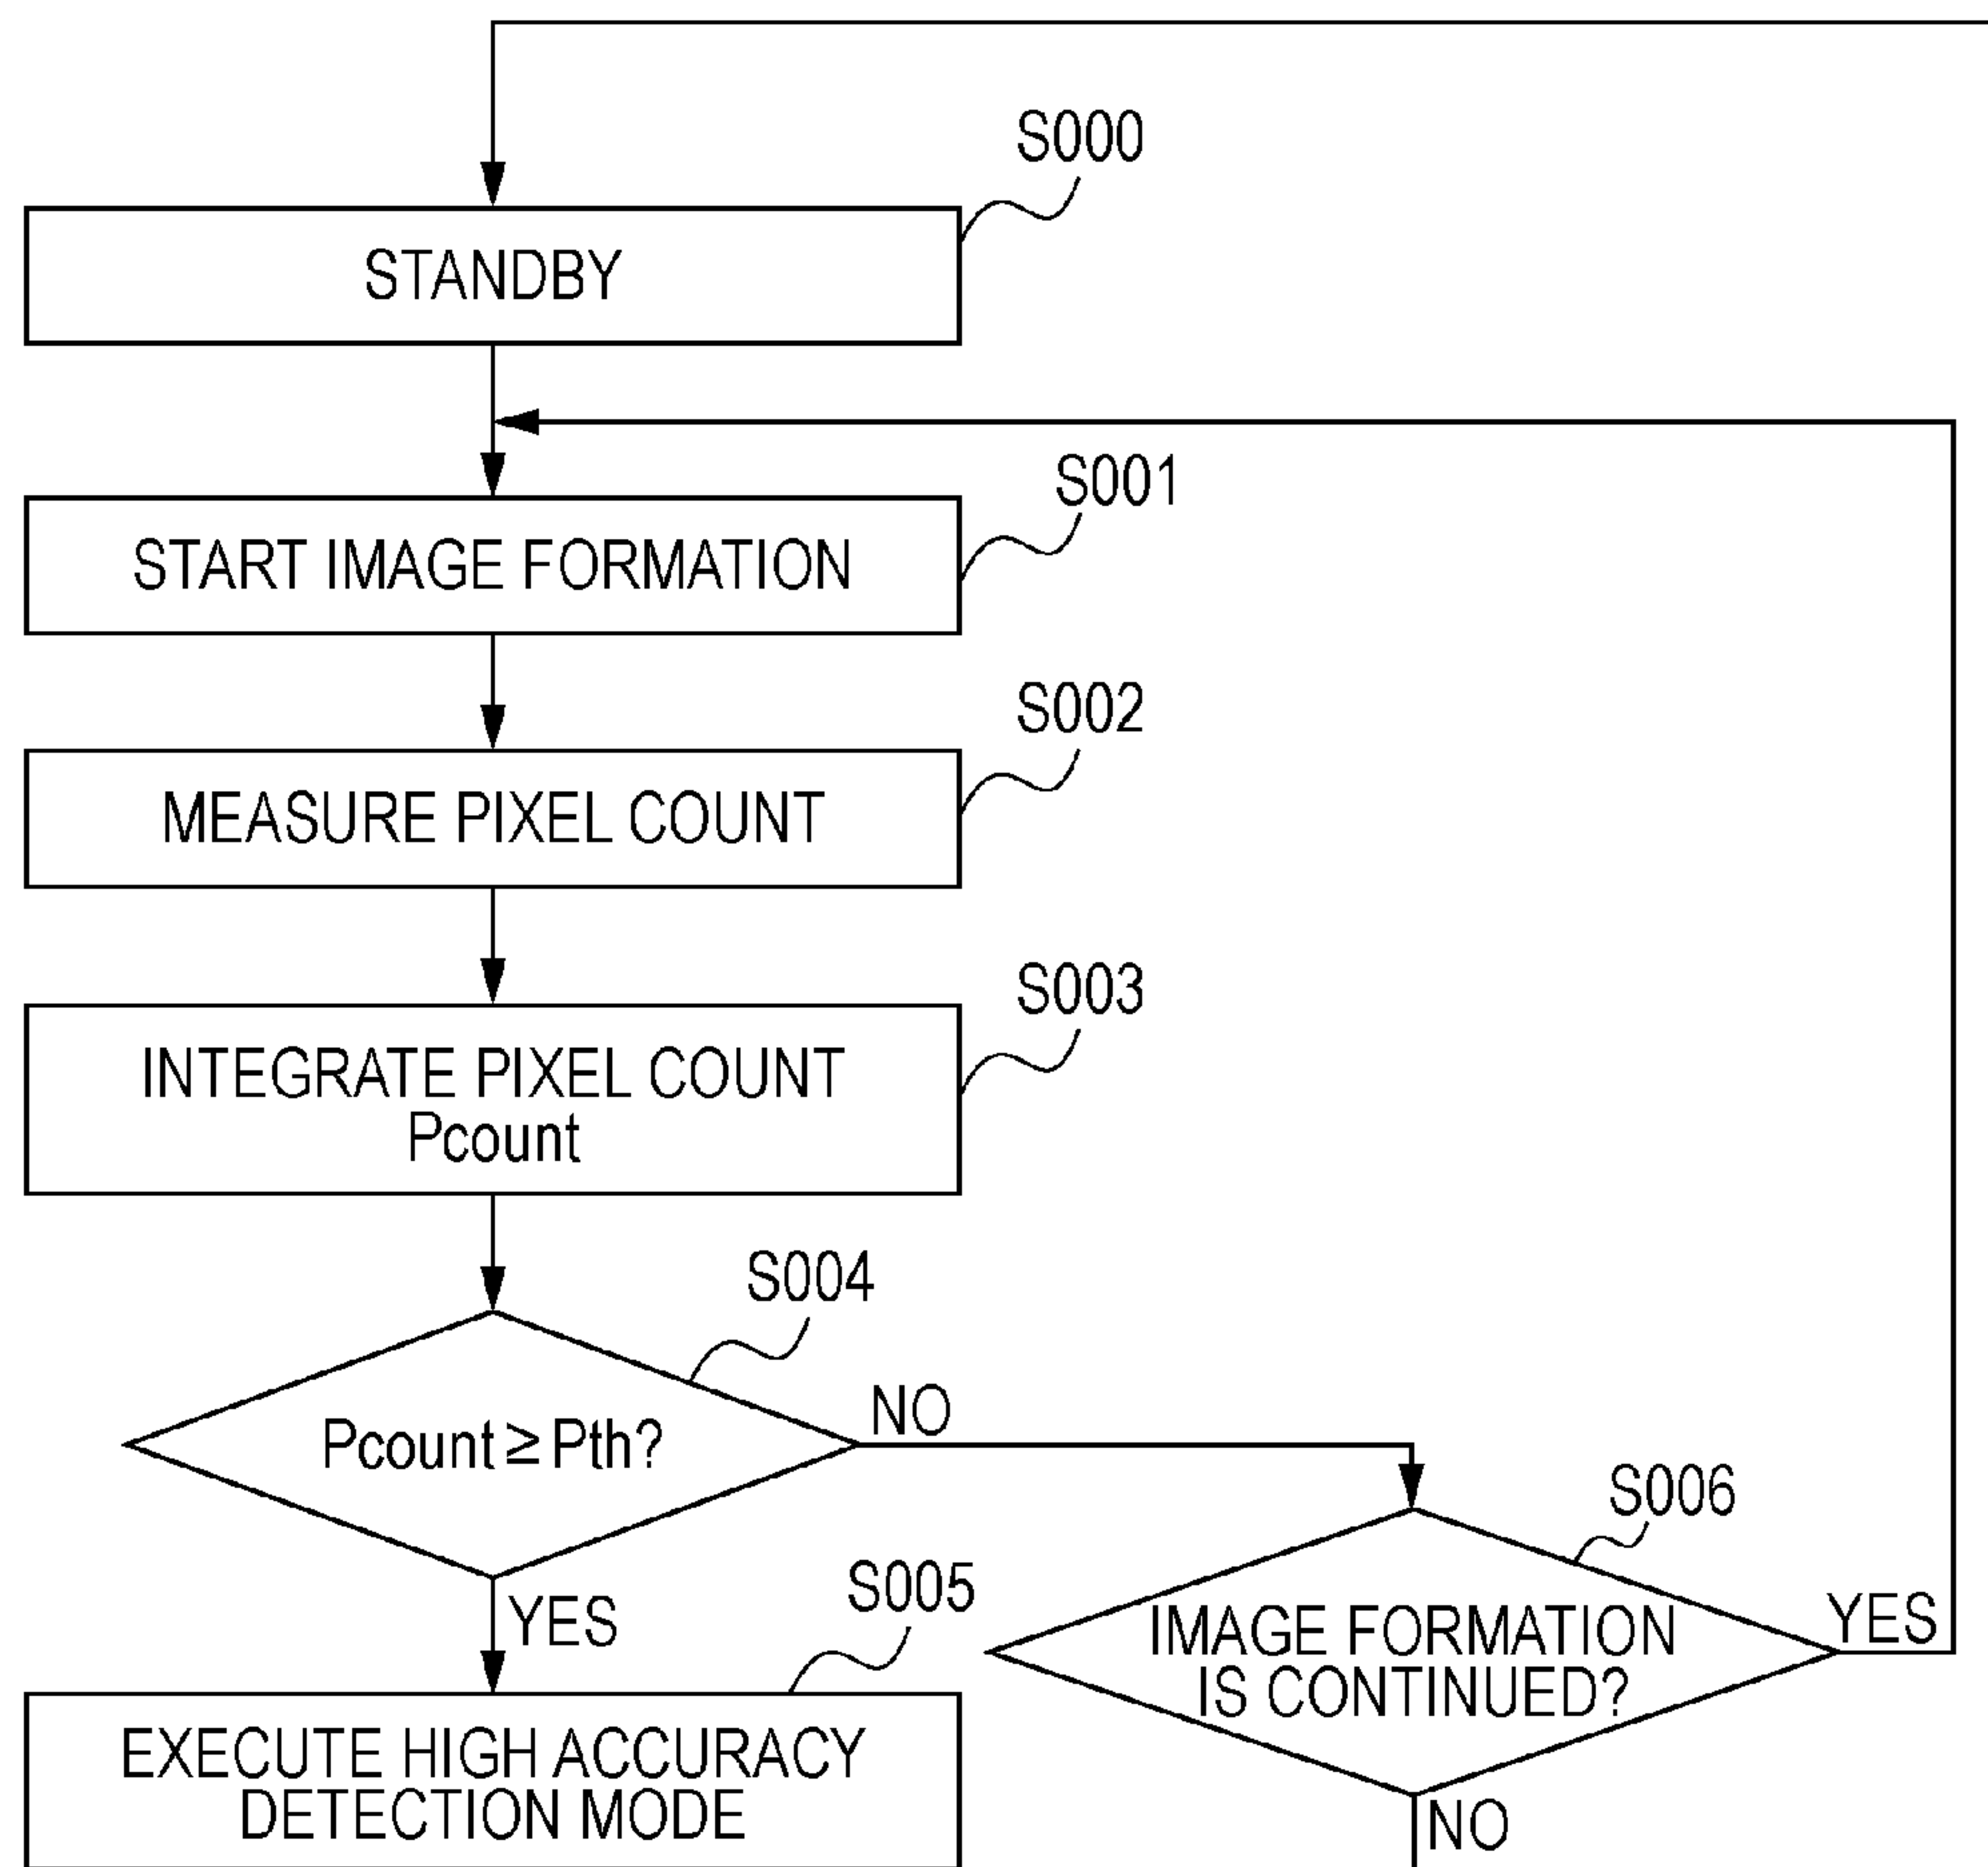 S000
STANDBY
S001
START IMAGE FORMATION
S002
MEASURE PIXEL COUNT
S003
INTEGRATE PIXEL COUNT
Pcount
S004
Pcount ≥ Pth?
NO
YES
S006
IMAGE FORMATION
IS CONTINUED?
YES
NO
S005
EXECUTE HIGH ACCURACY
DETECTION MODE